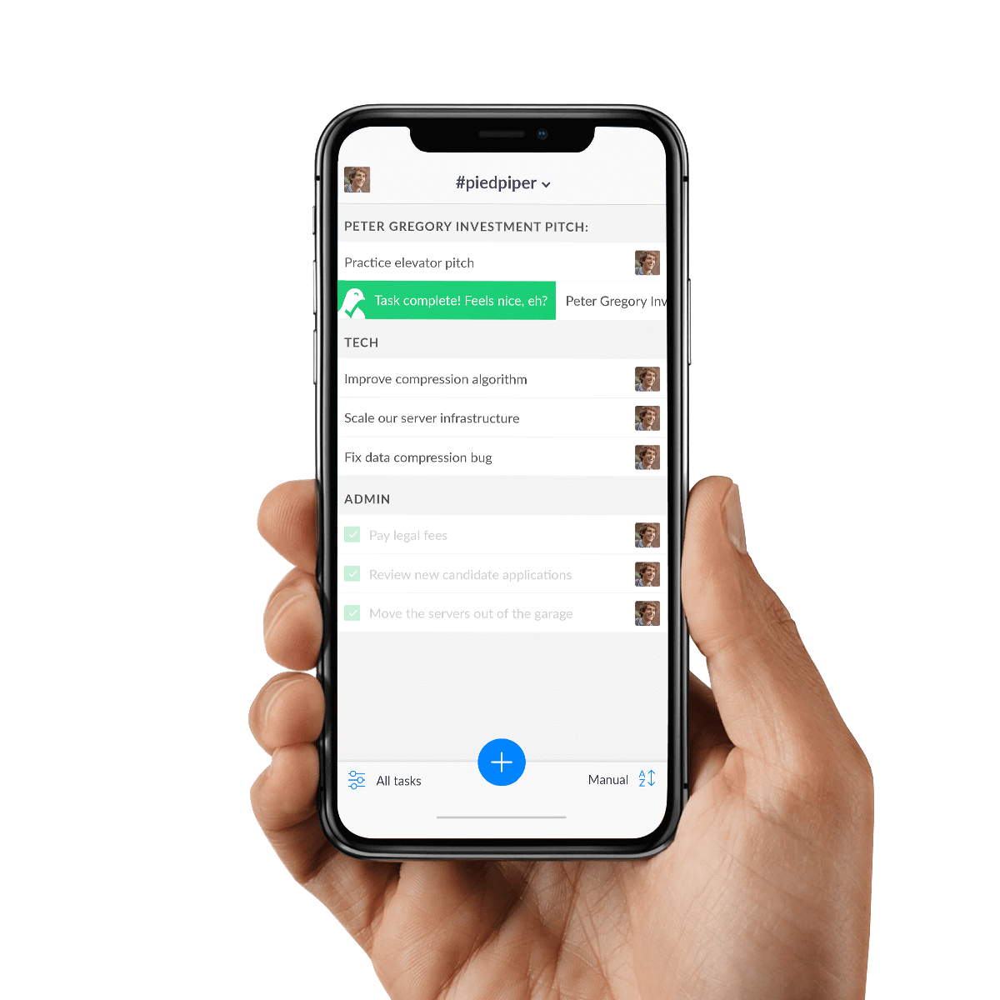 #piedpiper
PETER GREGORY INVESTMENT PITCH:
Practice elevator pitch
Task complete! Feels nice, eh? Peter Gregory Inv
TECH
Improve compression algorithm
Scale our server infrastructure
Fix data compression bug
ADMIN
Pay legal fees
Review new candidate applications
Move the servers out of the garage
All tasks
Manual AZ